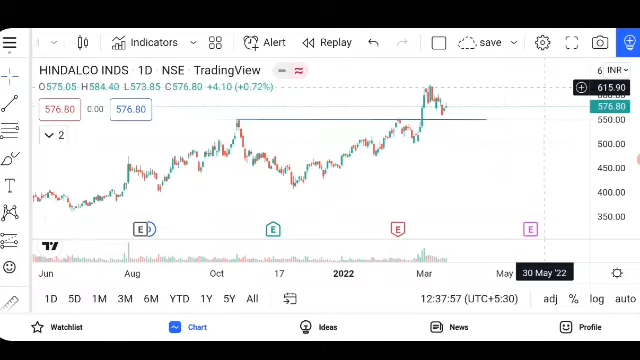 Indicators
Alert
Replay
save
HINDALCO INDS · 1D · NSE · TradingView
INR
O575.05 H584.40 L573.85 C576.80 +4.10 (+0.72%)
615.90
576.80 0.00 576.80
576.80
2
550.00
500.00
450.00
400.00
350.00
E E E E
Jun Aug Oct 17 2022 Mar May 30 May '22
1D 5D 1M 3M 6M YTD 1Y 5Y All 12:37:57 (UTC+5:30) adj % log auto
Watchlist Chart Ideas News Profile